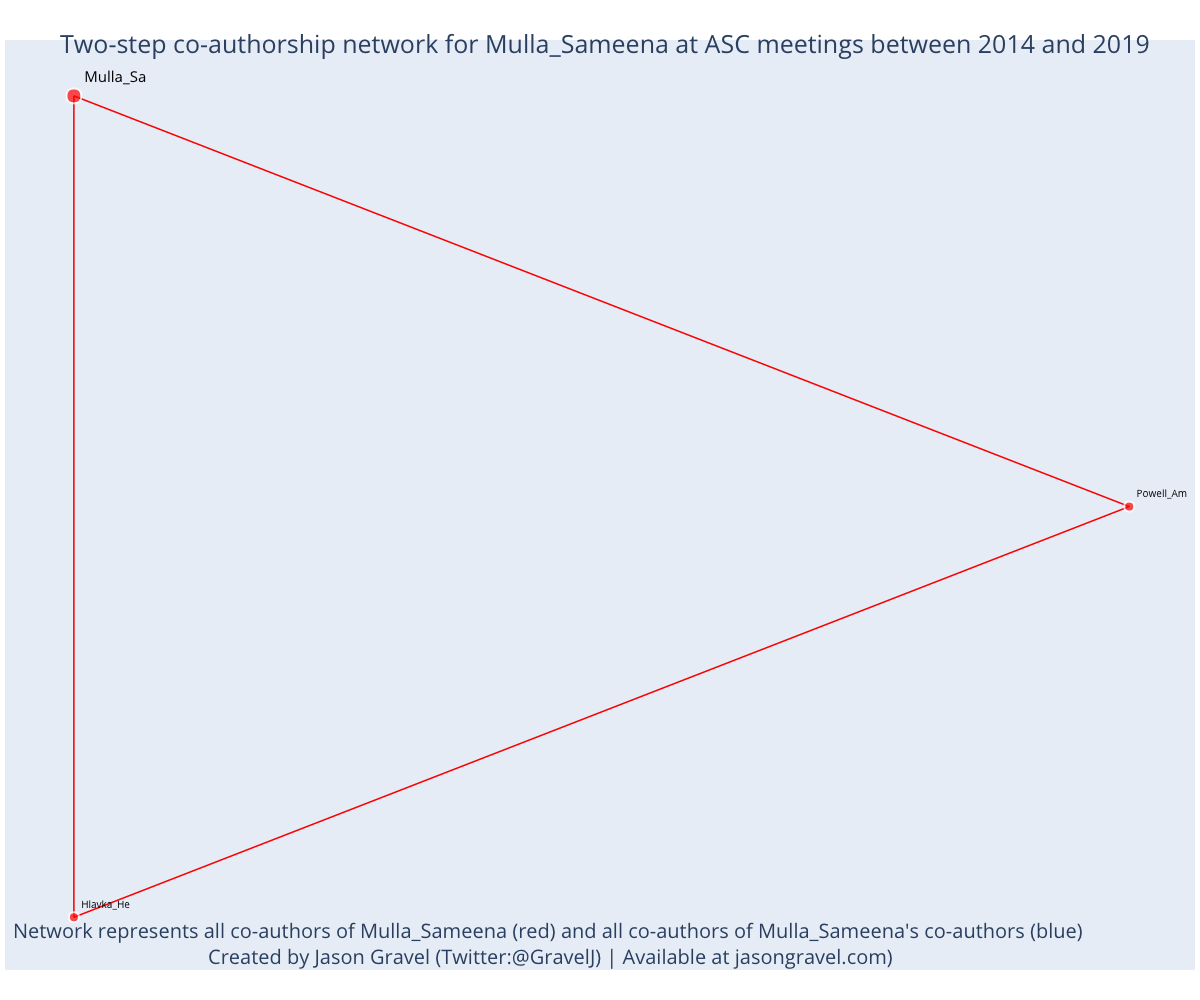 Two-step co-authorship network for Mulla_Sameena at ASC meetings between 2014 and 2019
Mulla_Sa
Powell_Am
Hlavka_He
Network represents all co-authors of Mulla_Sameena (red) and all co-authors of Mulla_Sameena's co-authors (blue)
Created by Jason Gravel (Twitter:@GravelJ) | Available at jasongravel.com)